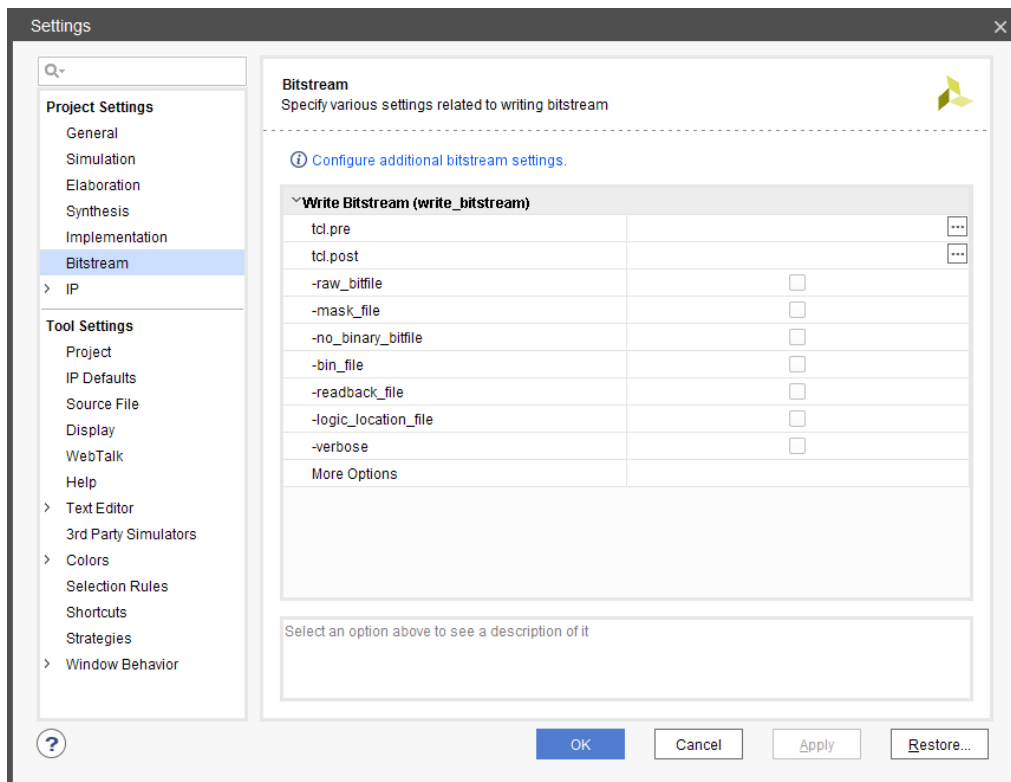 Settings
Project Settings
General
Simulation
Elaboration
Synthesis
Implementation
Bitstream
IP
Tool Settings
Project
IP Defaults
Source File
Display
WebTalk
Help
Text Editor
3rd Party Simulators
Colors
Selection Rules
Shortcuts
Strategies
Window Behavior
Bitstream
Specify various settings related to writing bitstream
Configure additional bitstream settings.
Write Bitstream (write_bitstream)
tcl.pre
tcl.post
-raw_bitfile
-mask_file
-no_binary_bitfile
-bin_file
-readback_file
-logic_location_file
-verbose
More Options
Select an option above to see a description of it
? OK Cancel Apply Restore...